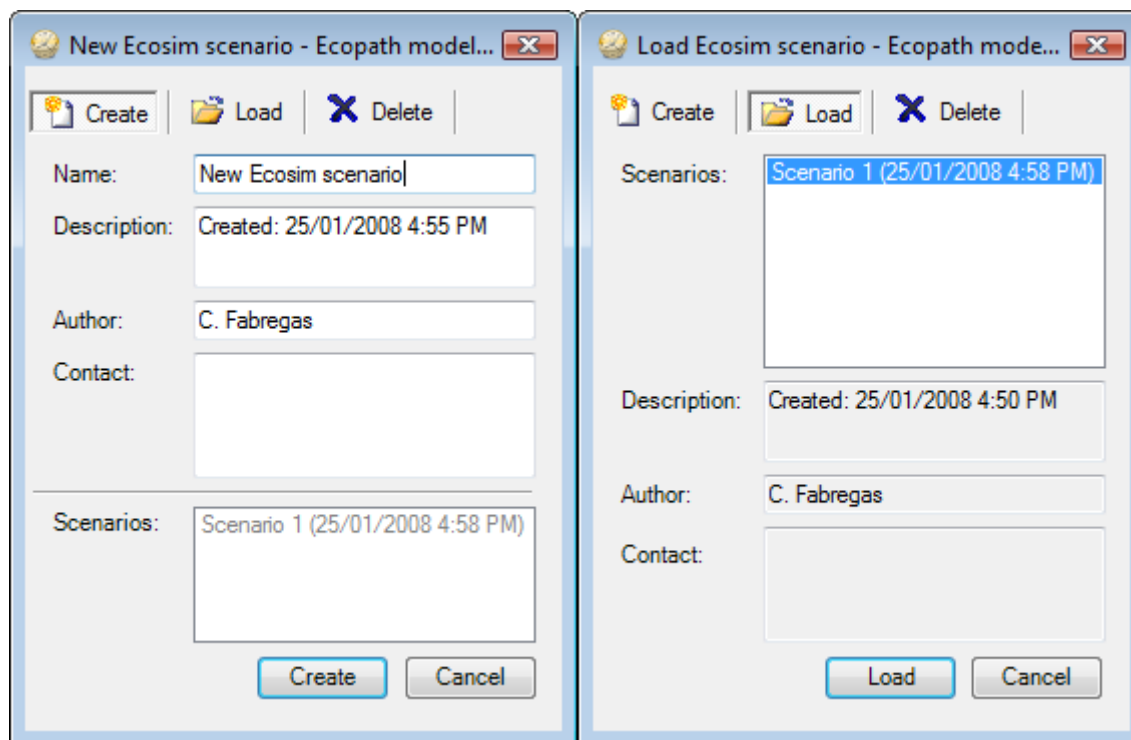 New Ecosim scenario - Ecopath model...
Create Load Delete
Name: New Ecosim scenario
Description: Created: 25/01/2008 4:55 PM
Author: C. Fabregas
Contact:
Scenarios: Scenario 1 (25/01/2008 4:58 PM)
Create Cancel
Load Ecosim scenario - Ecopath mode...
Create Load Delete
Scenarios: Scenario 1 (25/01/2008 4:58 PM)
Description: Created: 25/01/2008 4:50 PM
Author: C. Fabregas
Contact:
Load Cancel